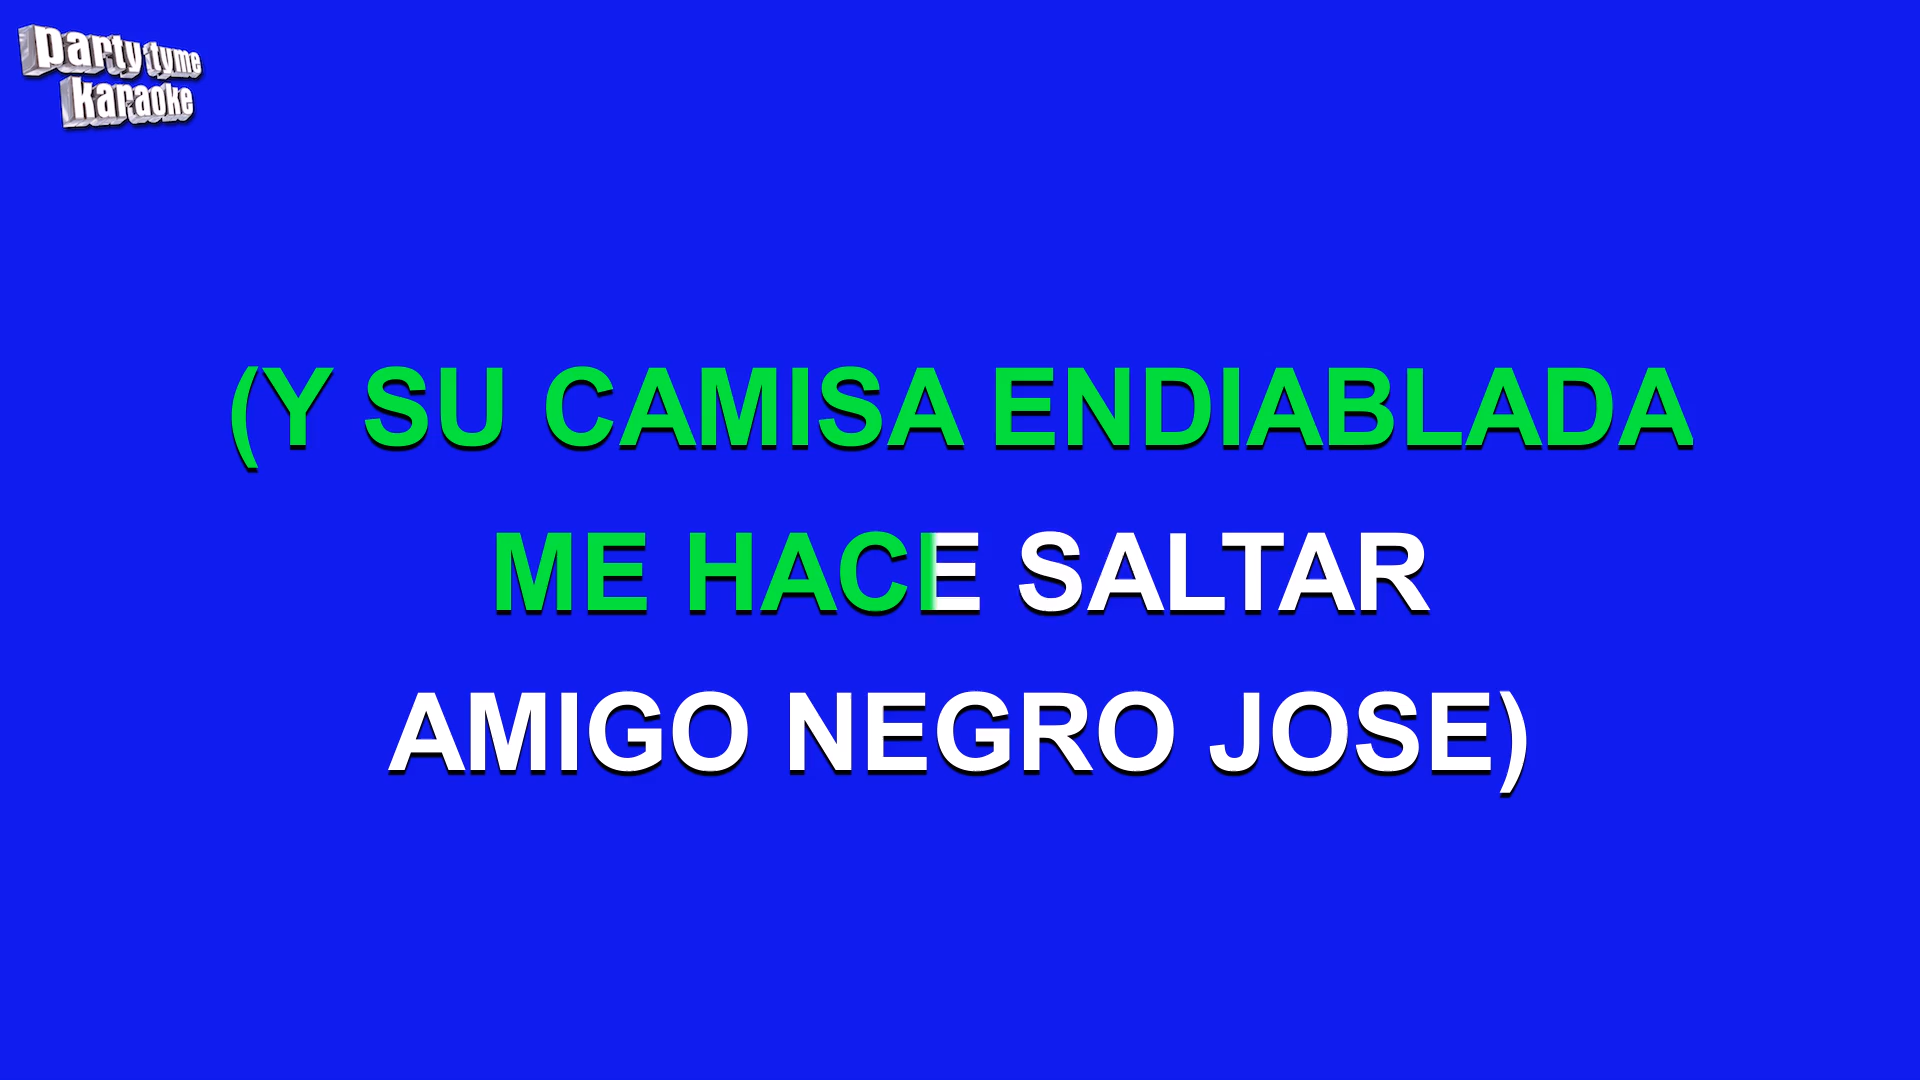 party tyme
karaoke
(Y SU CAMISA ENDIABLADA
ME HACE SALTAR
AMIGO NEGRO JOSE)